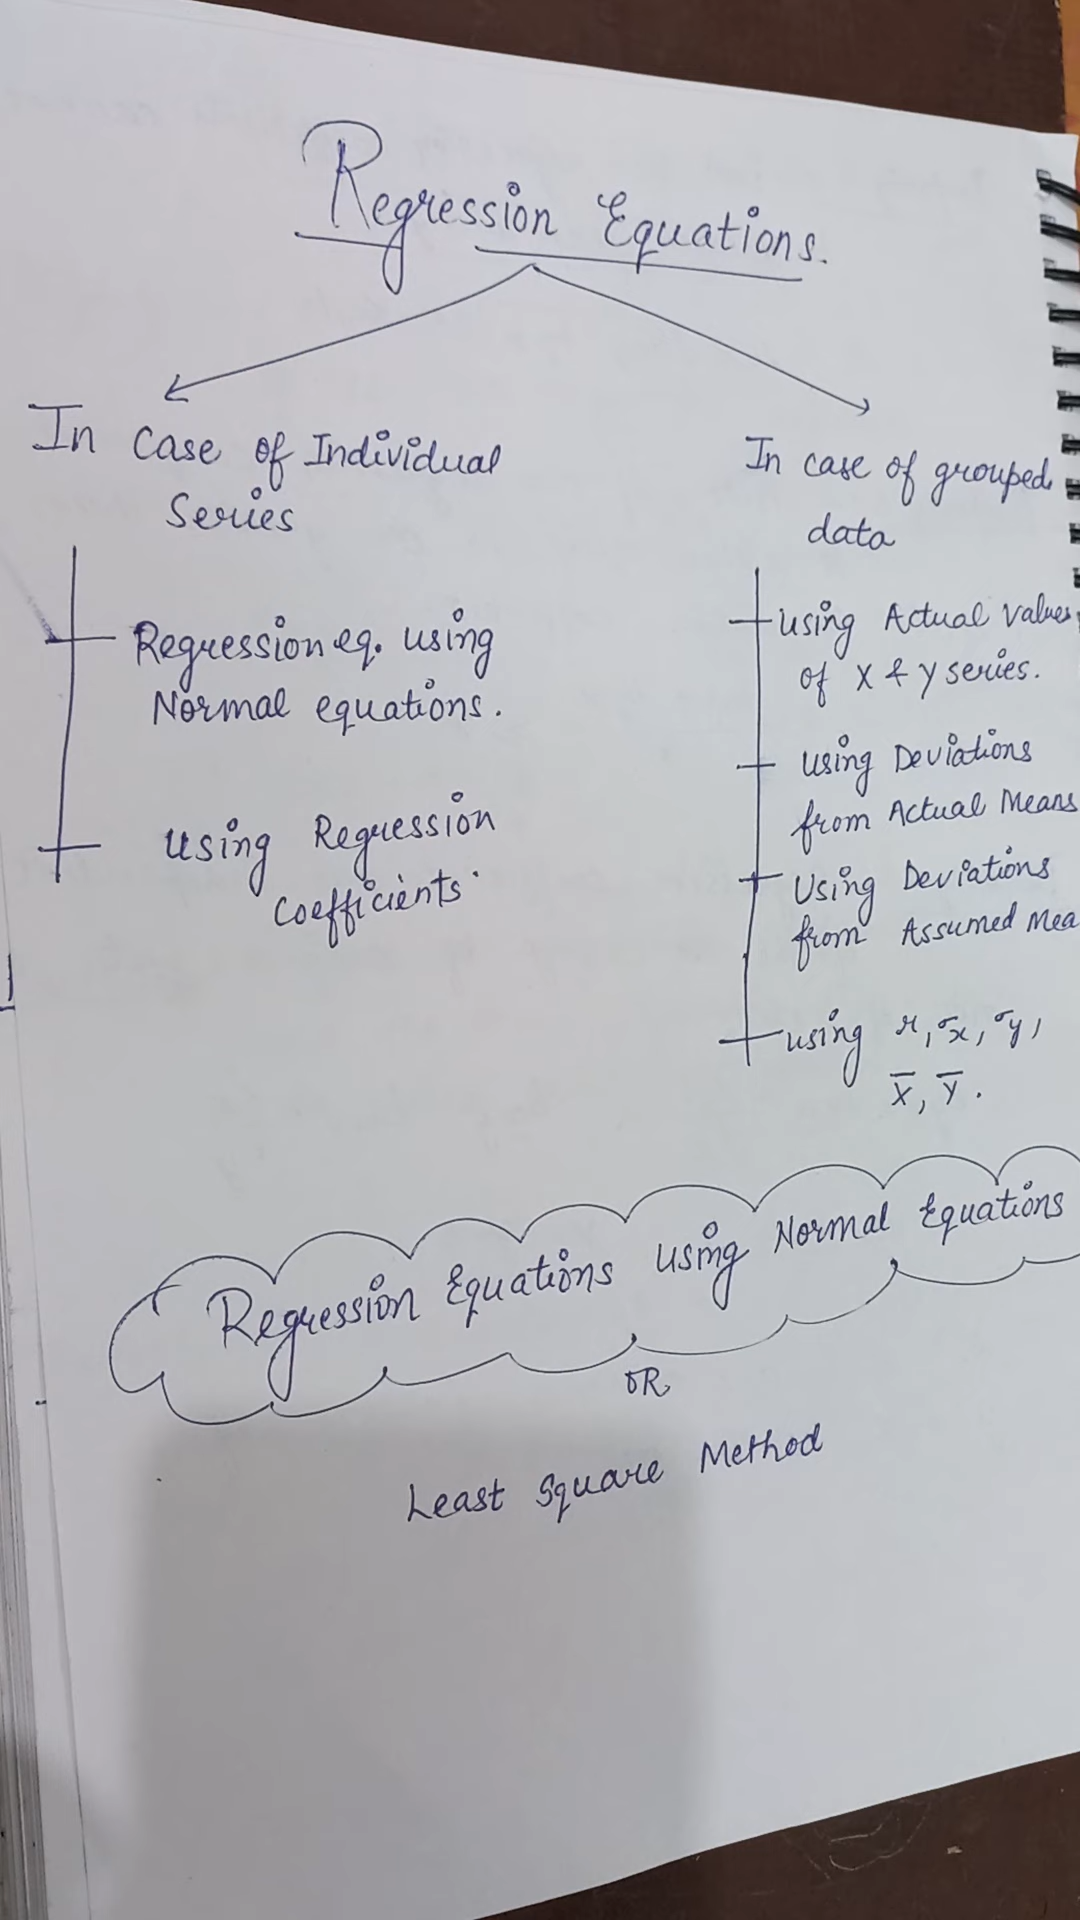 Regression Equations.
In case of Individual
Series
Regression eq. using
Normal equations.
Using Regression
Coefficients.
In case of grouped
data
using Actual values
of X & Y series.
using Deviations
from Actual Means
Using Deviations
from Assumed Mea
using r, σx, σy,
X̅, Y̅.
Regression Equations using Normal Equations
OR
Least Square Method